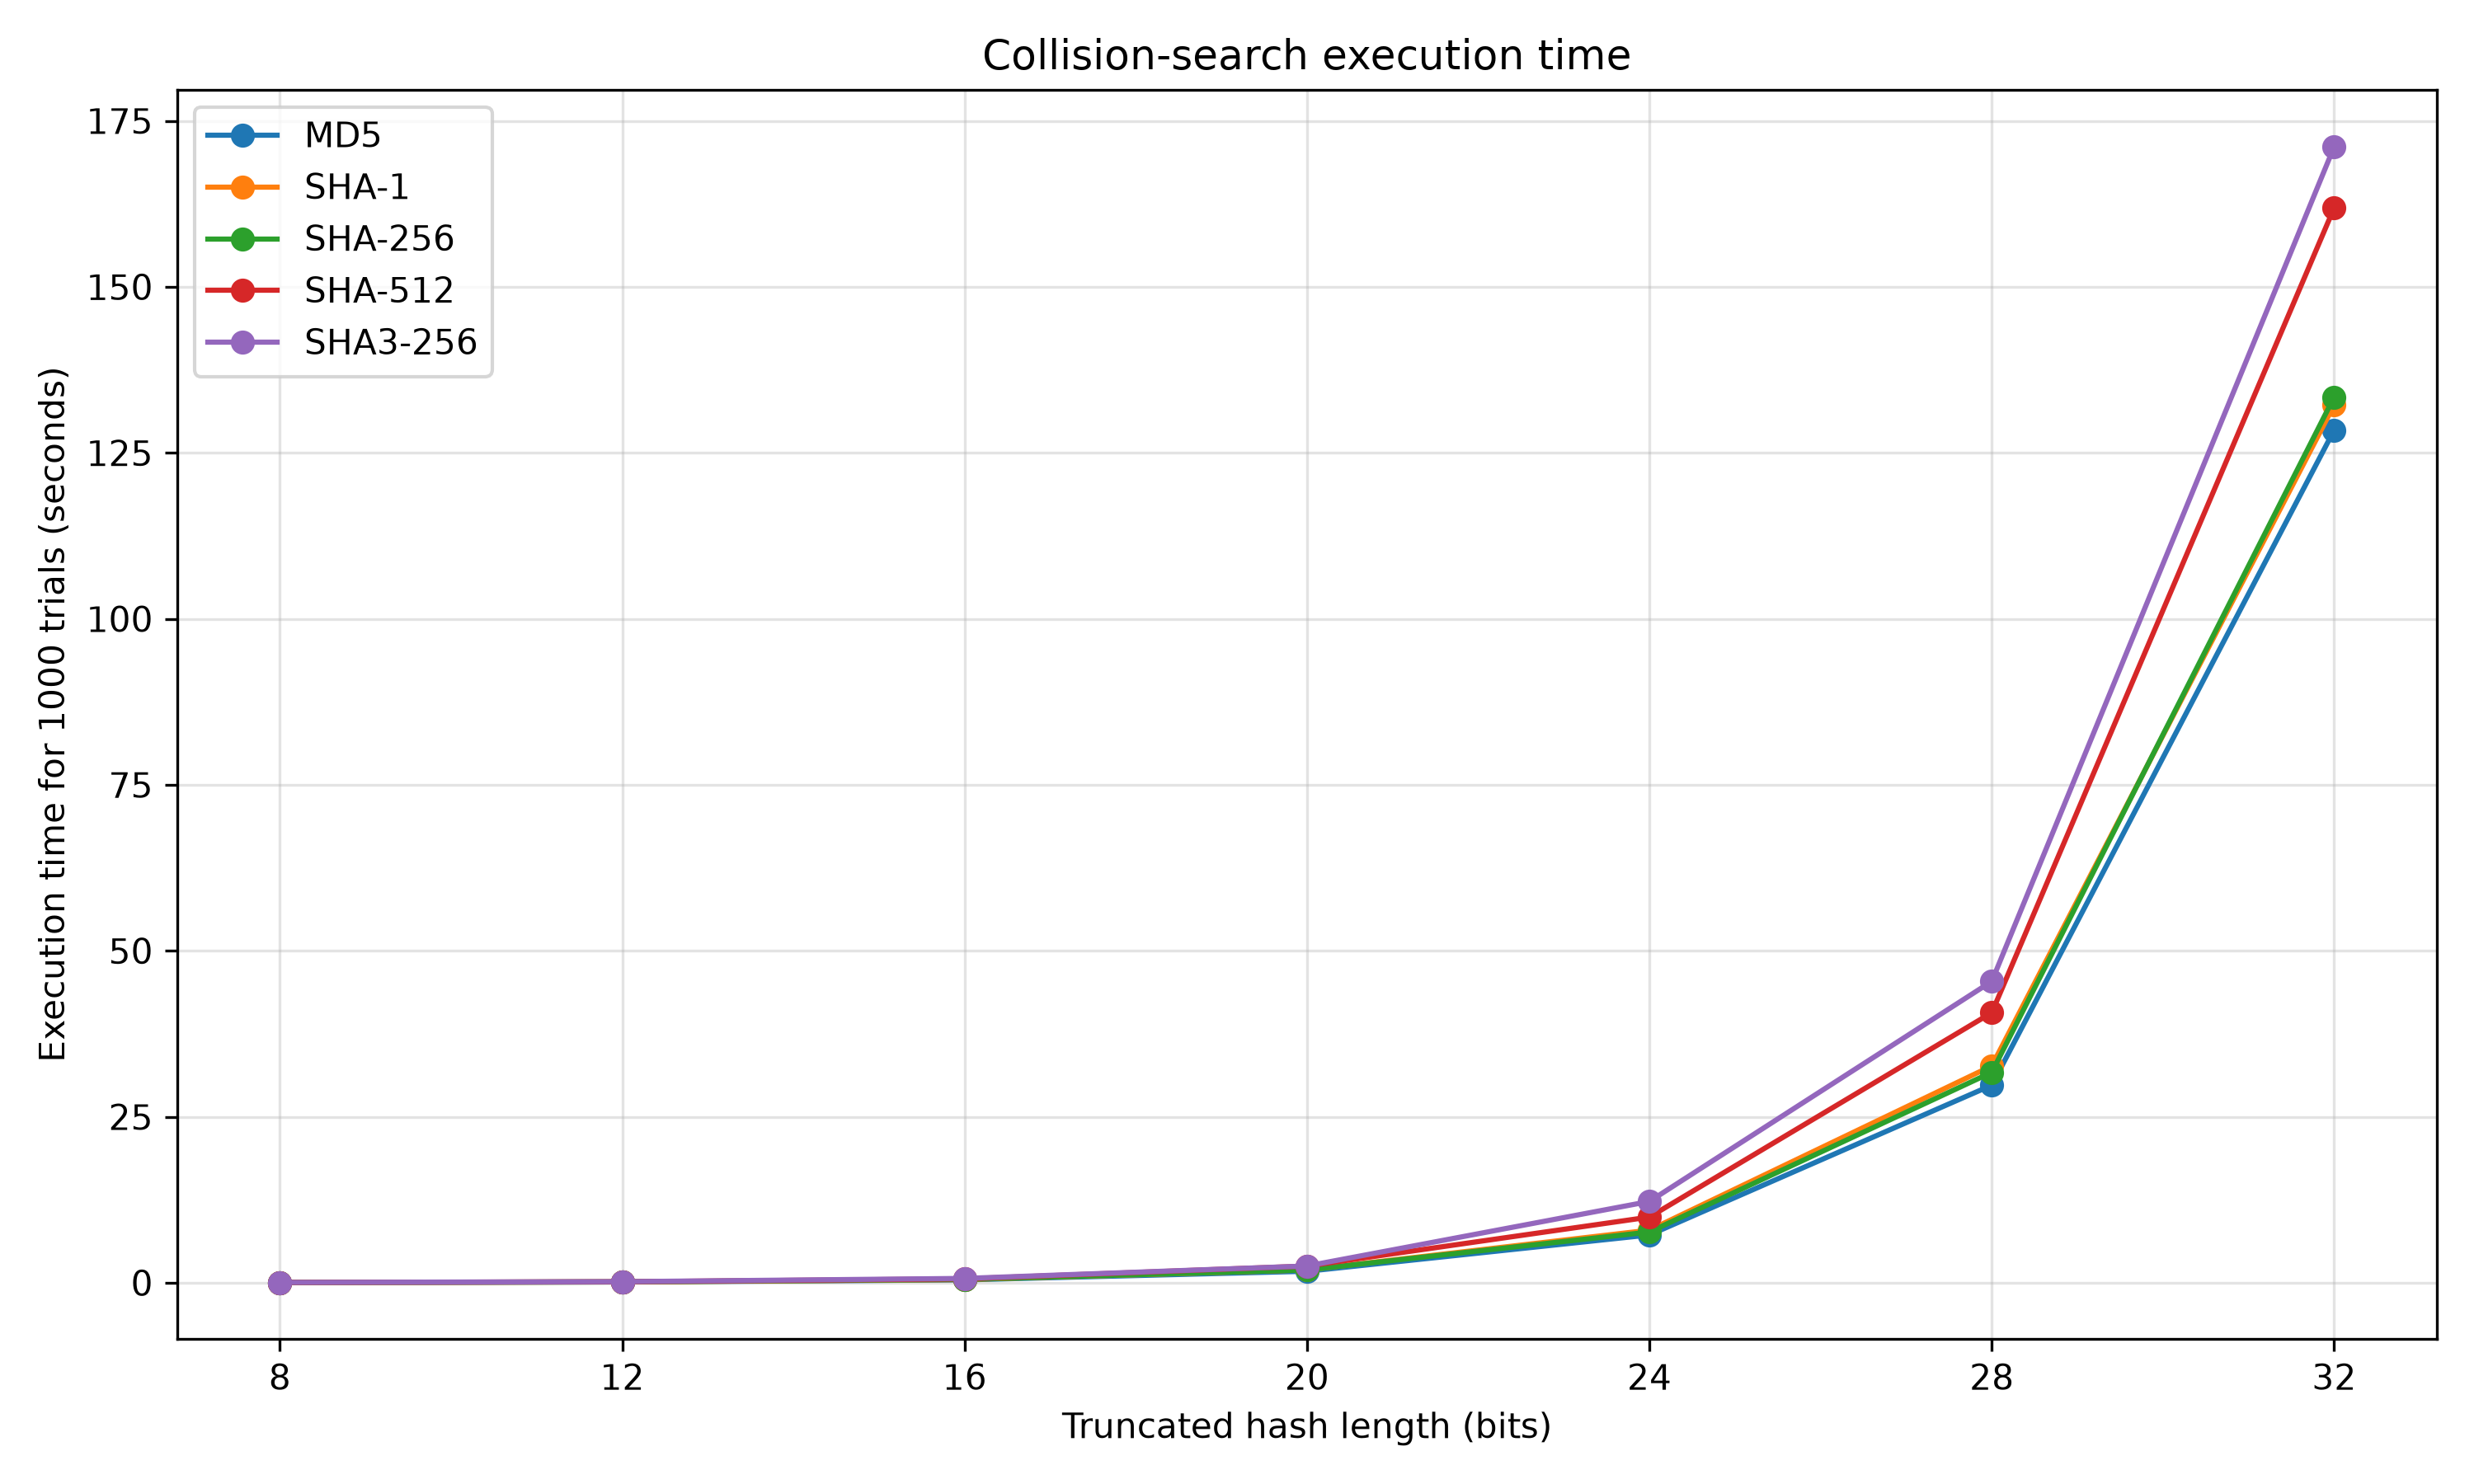 Collision-search execution time
MD5
SHA-1
SHA-256
SHA-512
SHA3-256
Execution time for 1000 trials (seconds)
175
150
125
100
75
50
25
0
8 12 16 20 24 28 32
Truncated hash length (bits)